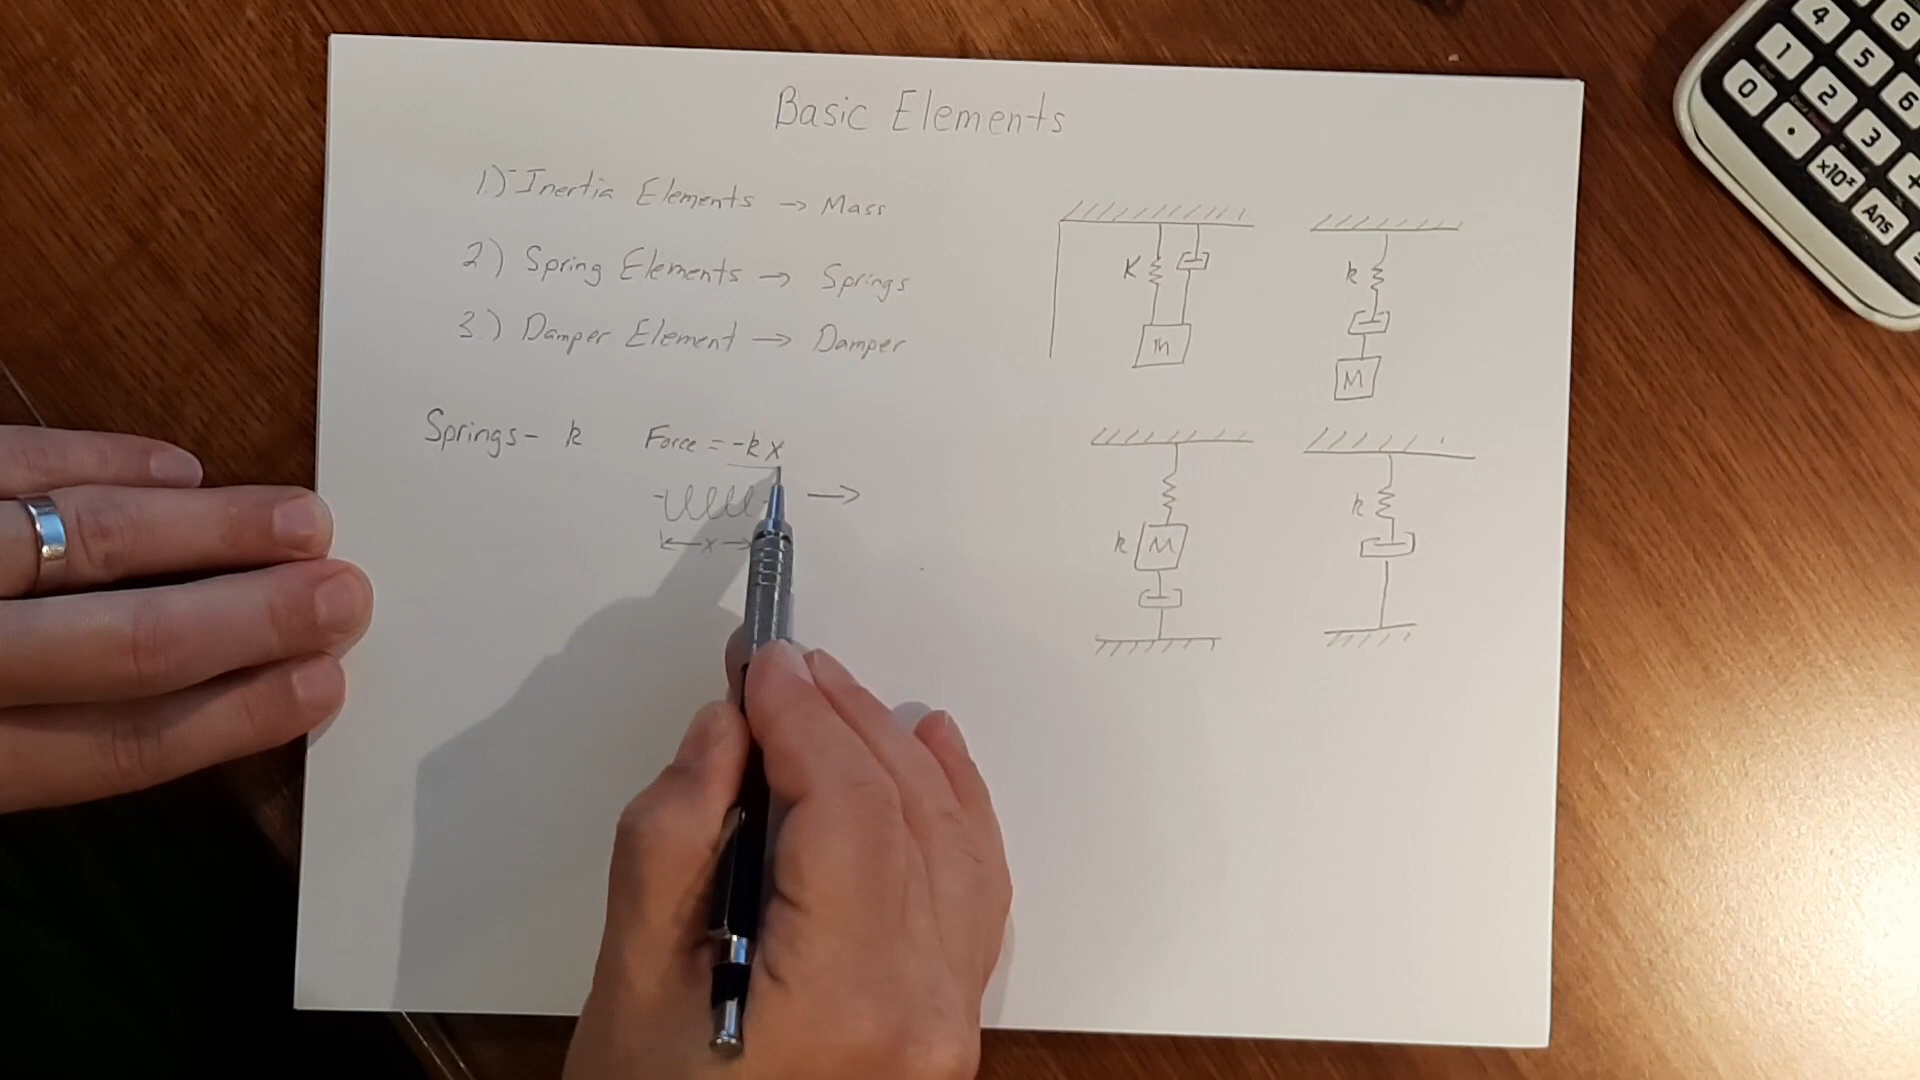 Basic Elements
1.) Inertia Elements → Mass
2) Spring Elements → Springs
3.) Damper Element → Damper
K
m
k
M
Springs - k Force = -kx
x
k M
k
4 8
1 5
0 2 6
. 3
×10ˣ +
Ans